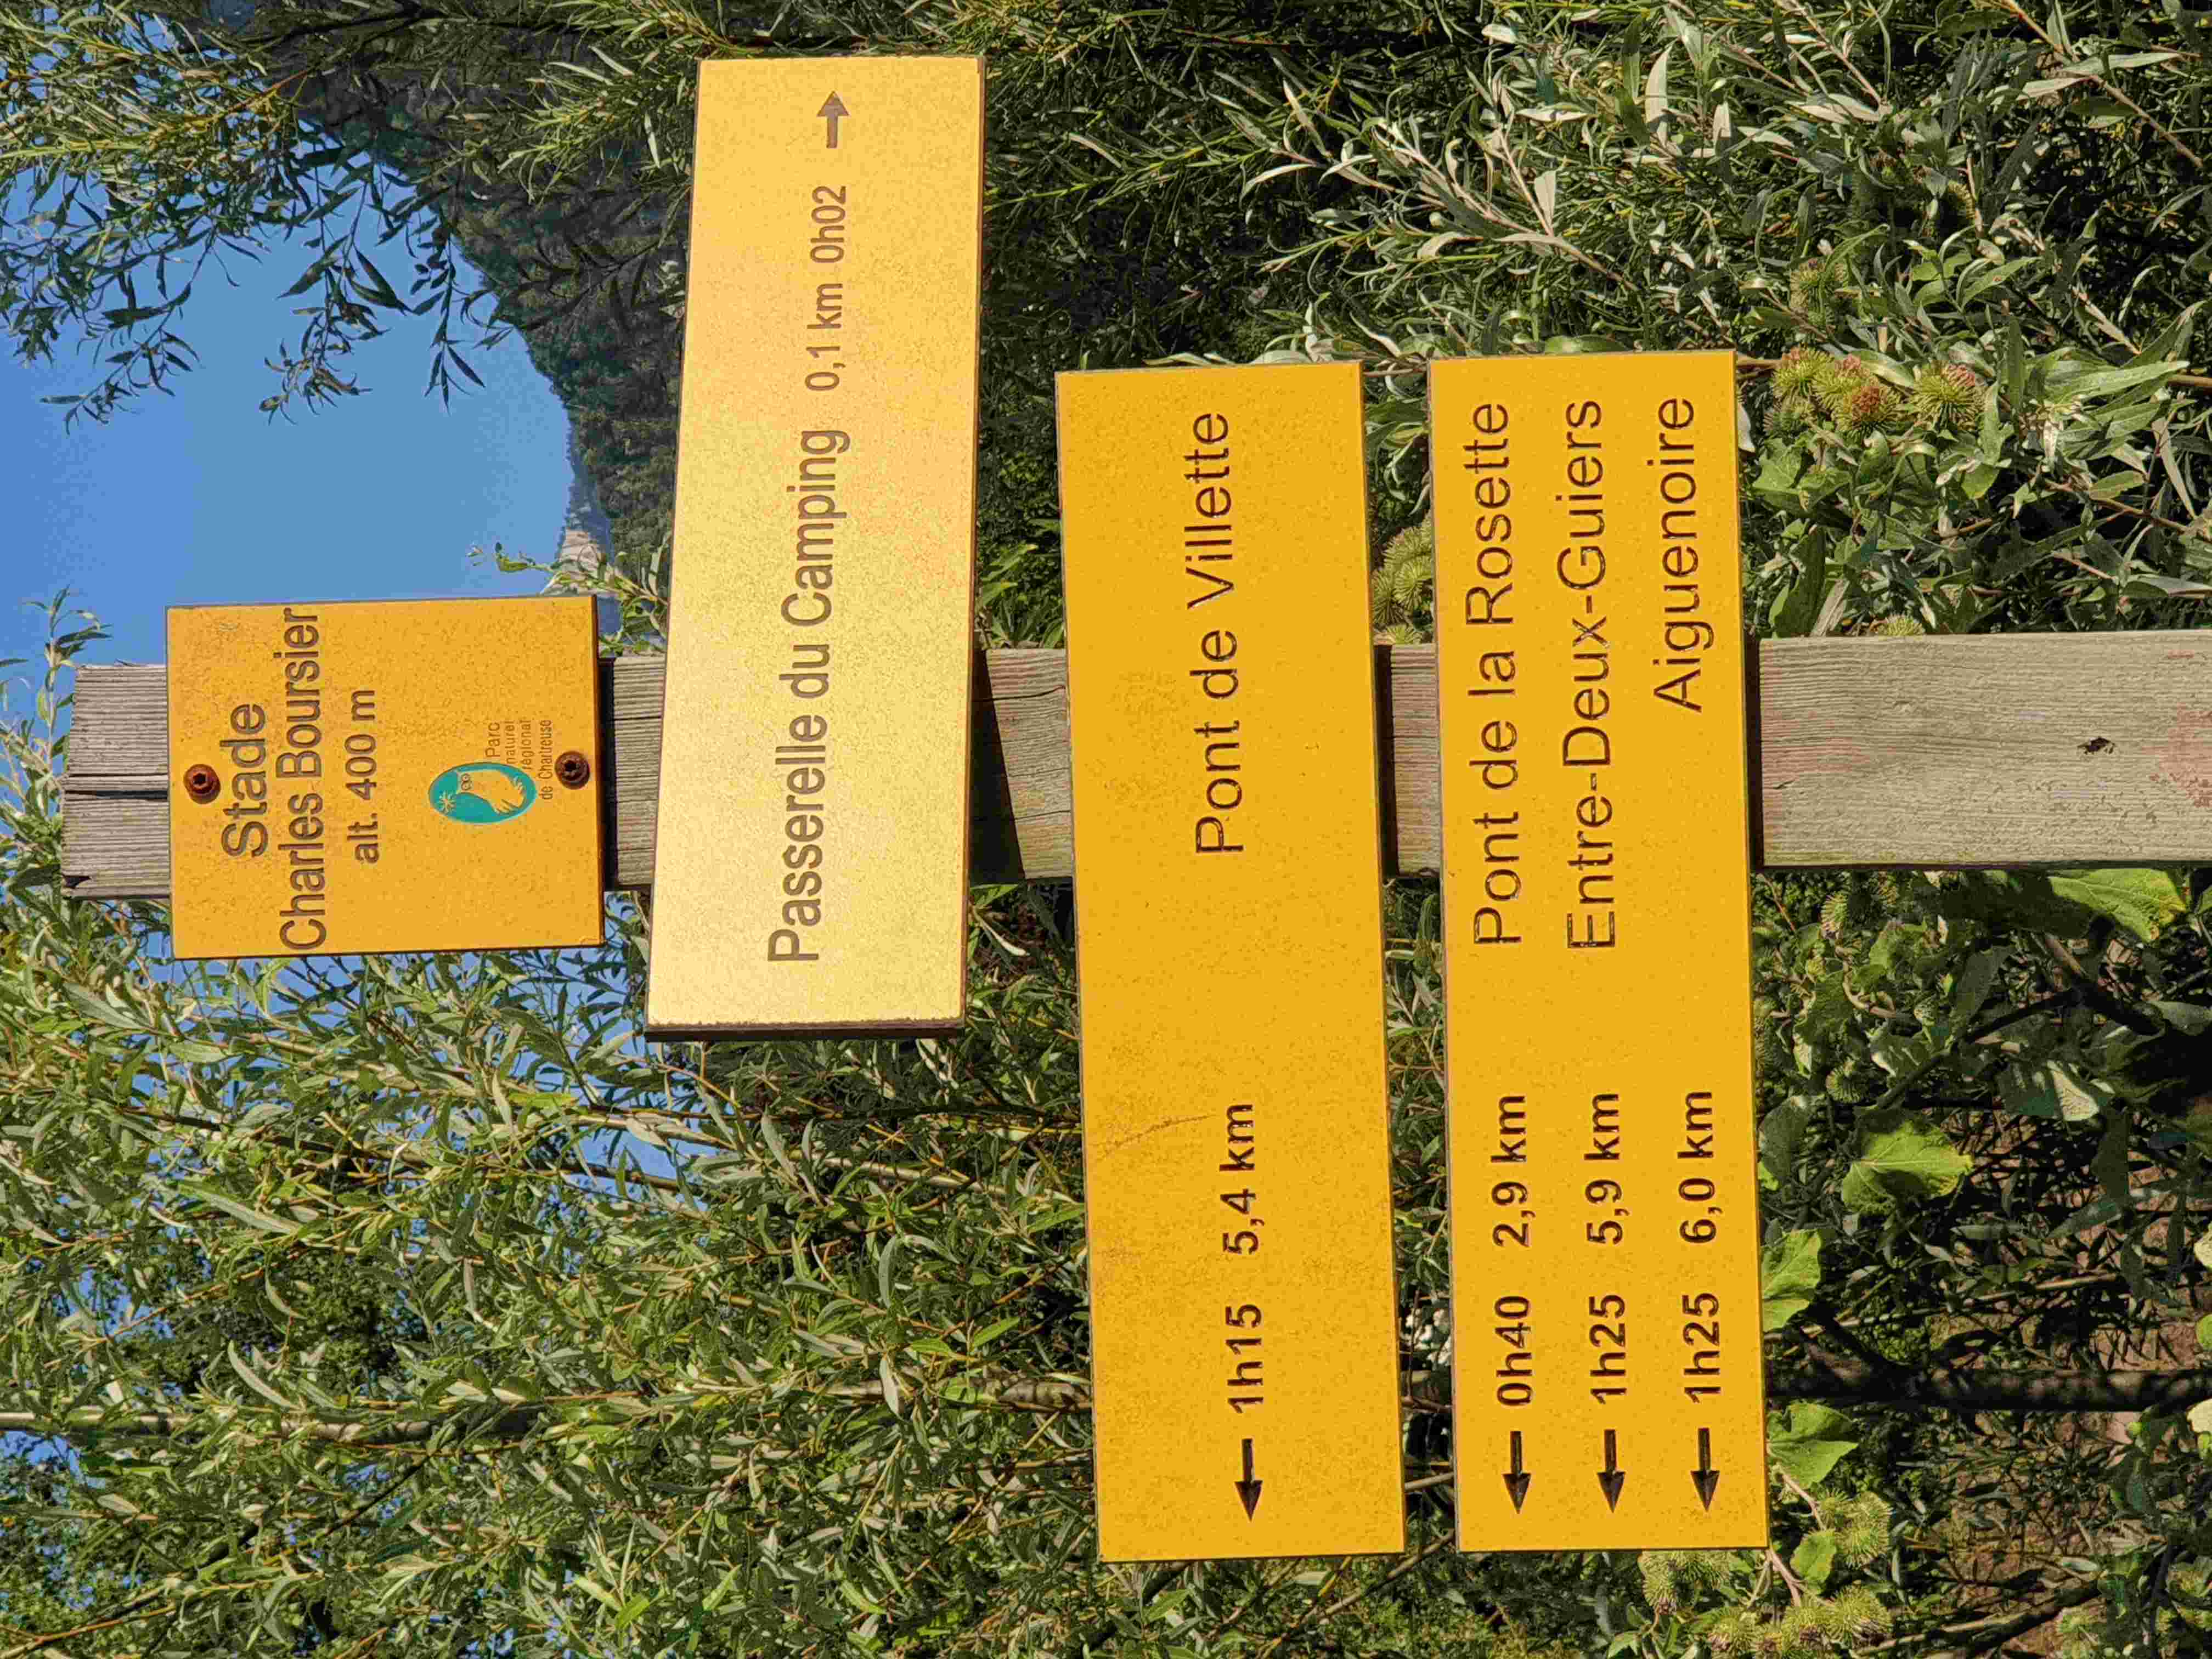 Stade
Charles Boursier
alt. 400 m
Parc
naturel
régional
de Chartreuse
Passerelle du Camping 0,1 km 0h02 →
← 1h15 5,4 km Pont de Villette
← 0h40 2,9 km Pont de la Rosette
← 1h25 5,9 km Entre-Deux-Guiers
← 1h25 6,0 km Aiguenoire